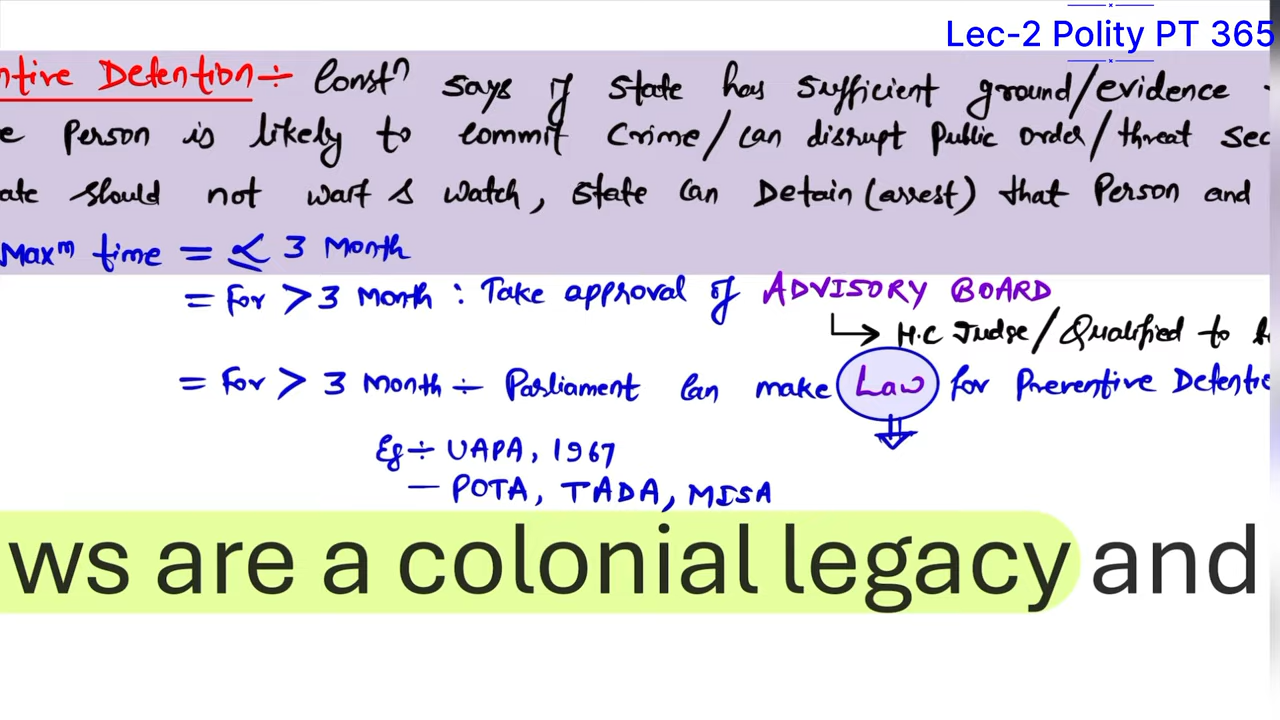 Lec-2 Polity PT 365
ntive Detention÷ Constⁿ says if state has sufficient ground/evidence
e Person is likely to commit Crime/can disrupt Public order/threat sec
ate should not wait & watch, state can Detain (arrest) that Person and
Maxᵐ time = ≤ 3 Month
= For > 3 Month : Take approval of ADVISORY BOARD
↳ H.C Judge/Qualified to
= For > 3 Month ÷ Parliament can make Law for Preventive Detentio
Eg ÷ UAPA, 1967
— POTA, TADA, MISA
ws are a colonial legacy and